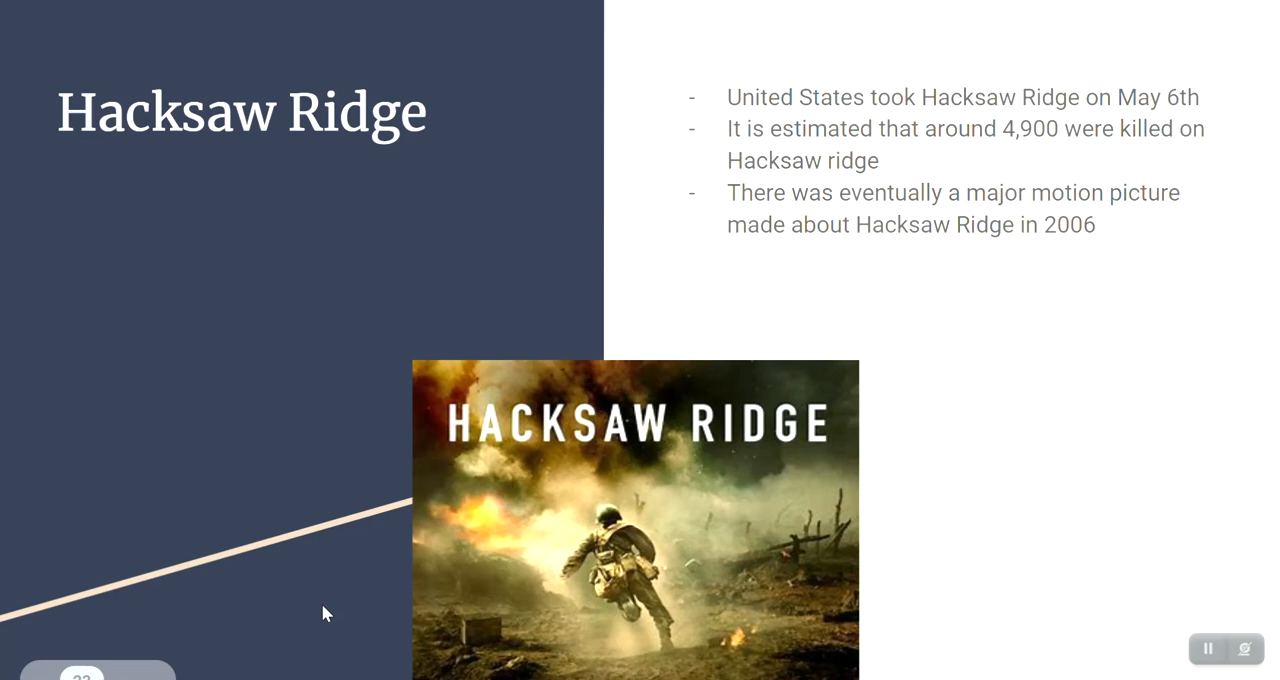 Hacksaw Ridge
- United States took Hacksaw Ridge on May 6th
- It is estimated that around 4,900 were killed on
Hacksaw ridge
- There was eventually a major motion picture
made about Hacksaw Ridge in 2006
HACKSAW RIDGE